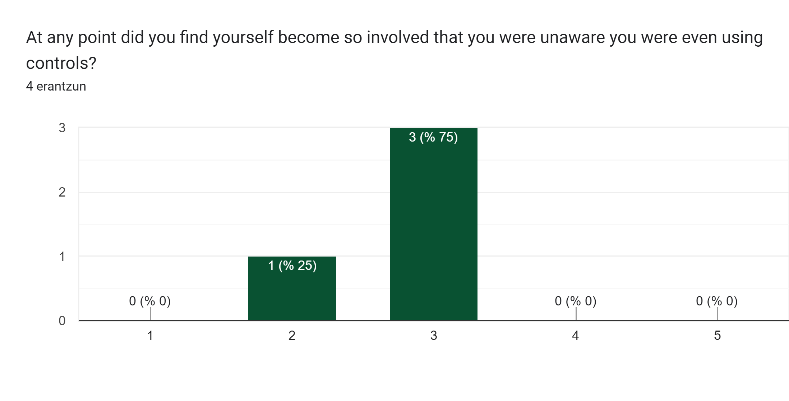 At any point did you find yourself become so involved that you were unaware you were even using
controls?
4 erantzun
3
2
1
0
0 (% 0)
1 (% 25)
3 (% 75)
0 (% 0)
0 (% 0)
1
2
3
4
5